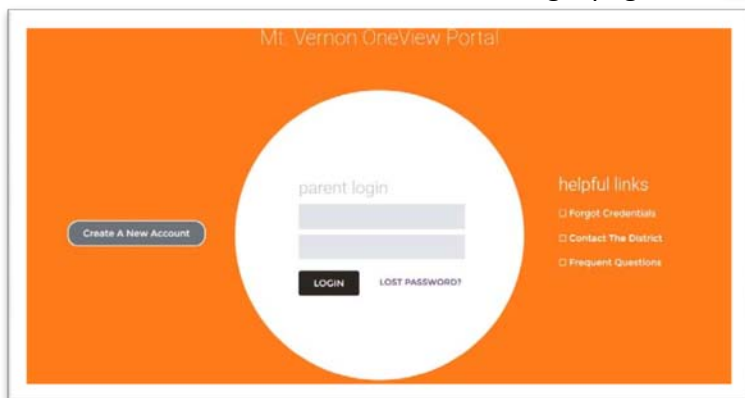 Mt. Vernon OneView Portal
parent login
Create A New Account
LOGIN
LOST PASSWORD?
helpful links
Forgot Credentials
Contact The District
Frequent Questions